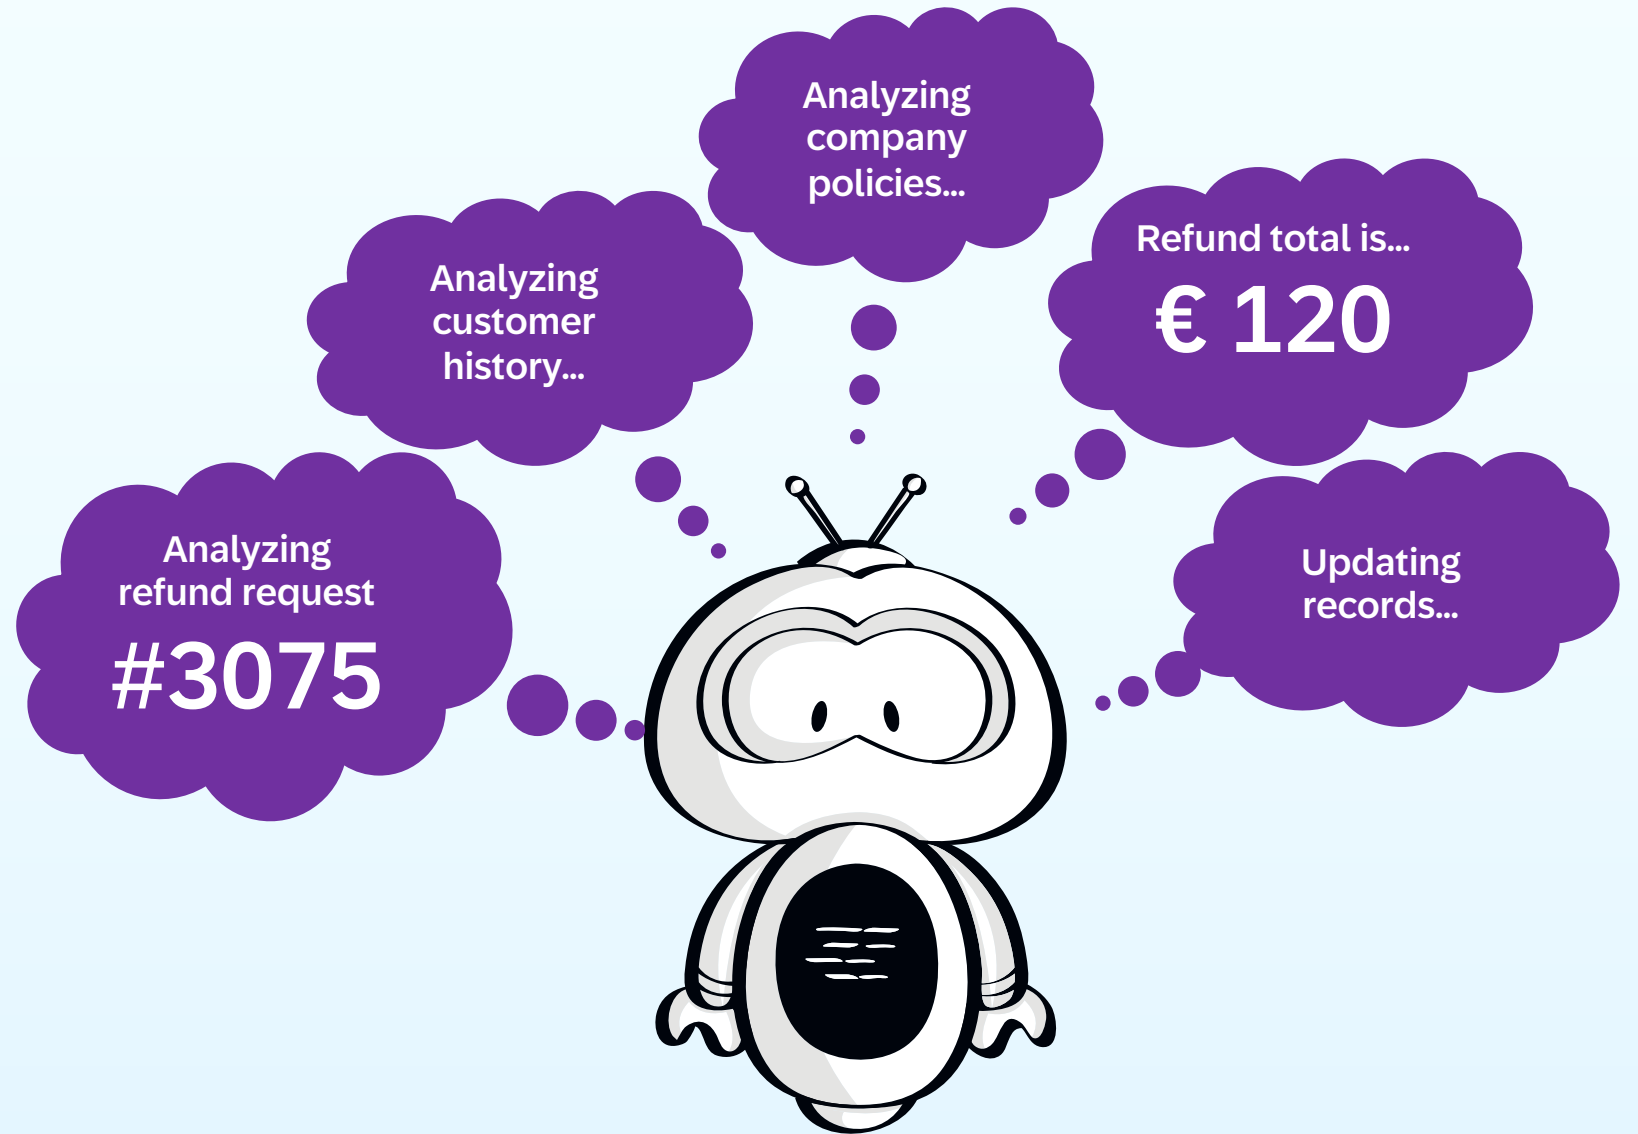 Analyzing
refund request
#3075
Analyzing
customer
history...
Analyzing
company
policies...
Refund total is...
€ 120
Updating
records...